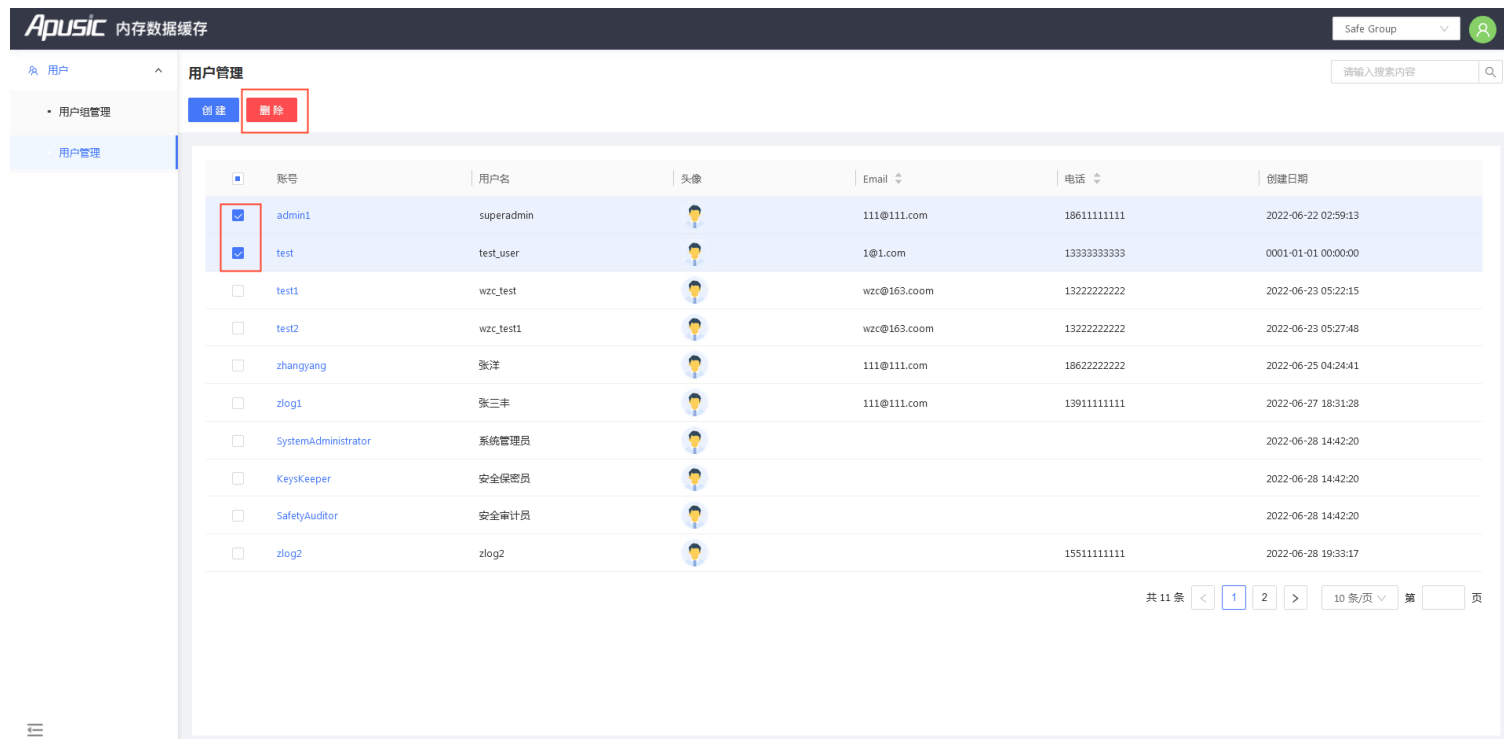 Apusic 内存数据缓存
Safe Group
用户
用户管理
请输入搜索内容
用户组管理
创 建
删 除
用户管理
账号 用户名 头像 Email 电话 创建日期
admin1 superadmin 111@111.com 18611111111 2022-06-22 02:59:13
test test_user 1@1.com 13333333333 0001-01-01 00:00:00
test1 wzc_test wzc@163.coom 13222222222 2022-06-23 05:22:15
test2 wzc_test1 wzc@163.coom 13222222222 2022-06-23 05:27:48
zhangyang 张洋 111@111.com 18622222222 2022-06-25 04:24:41
zlog1 张三丰 111@111.com 13911111111 2022-06-27 18:31:28
SystemAdministrator 系统管理员 2022-06-28 14:42:20
KeysKeeper 安全保密员 2022-06-28 14:42:20
SafetyAuditor 安全审计员 2022-06-28 14:42:20
zlog2 zlog2 15511111111 2022-06-28 19:33:17
共 11 条 < 1 2 > 10 条/页 第 页